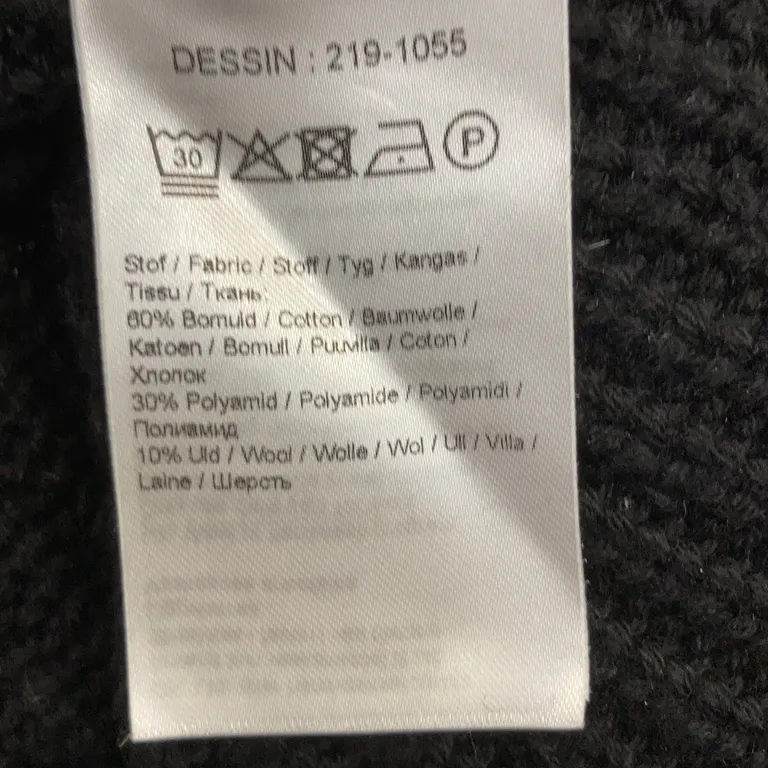 DESSIN : 219-1055
30
P
Stof / Fabric / Stoff / Tyg / Kangas /
Tissu / Ткань:
60% Bomuld / Cotton / Baumwolle /
Katoen / Bomull / Puuvilla / Coton /
Хлопок
30% Polyamid / Polyamide / Polyamidi /
Полиамид
10% Uld / Wool / Wolle / Wol / Ull / Villa /
Laine / Шерсть